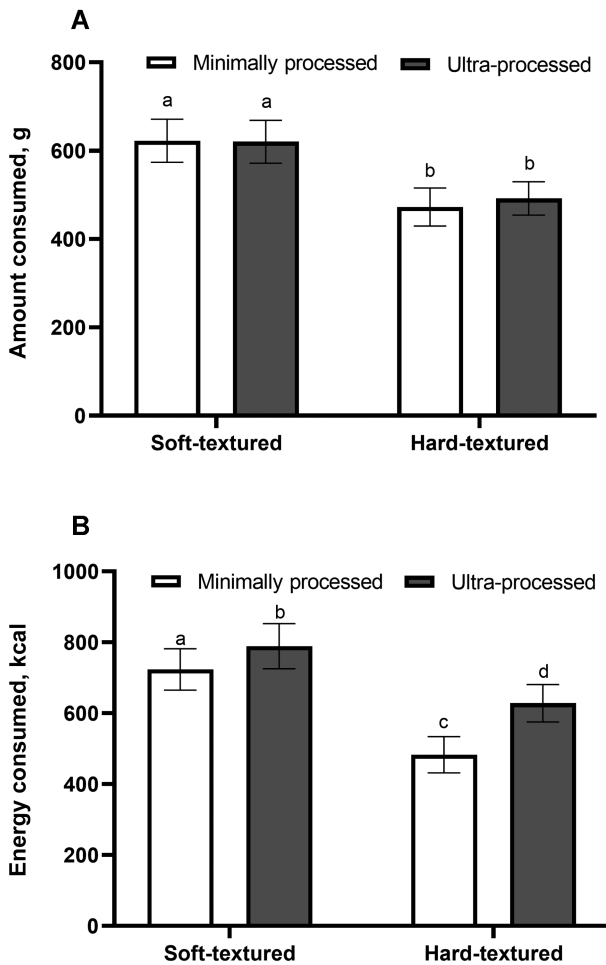 A
Minimally processed Ultra-processed
Amount consumed, g
800
600
400
200
0
a a b b
Soft-textured Hard-textured
B
Minimally processed Ultra-processed
Energy consumed, kcal
1000
800
600
400
200
0
a b c d
Soft-textured Hard-textured